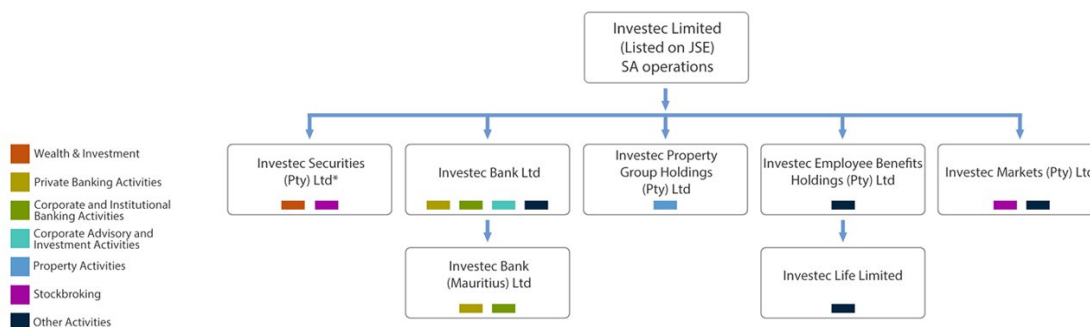 Investec Limited
(Listed on JSE)
SA operations
Wealth & Investment
Private Banking Activities
Corporate and Institutional
Banking Activities
Corporate Advisory and
Investment Activities
Property Activities
Stockbroking
Other Activities
Investec Securities
(Pty) Ltd*
Investec Bank Ltd
Investec Property
Group Holdings
(Pty) Ltd
Investec Employee Benefits
Holdings (Pty) Ltd
Investec Markets (Pty) Ltd
Investec Bank
(Mauritius) Ltd
Investec Life Limited